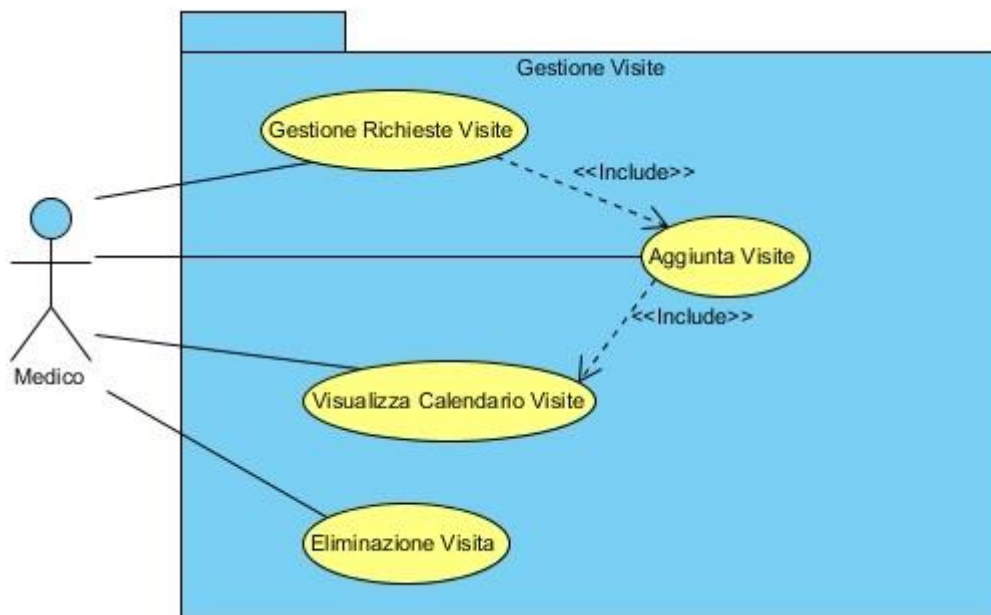 Gestione Visite
Gestione Richieste Visite
<<Include>>
Aggiunta Visite
<<Include>>
Medico
Visualizza Calendario Visite
Eliminazione Visita